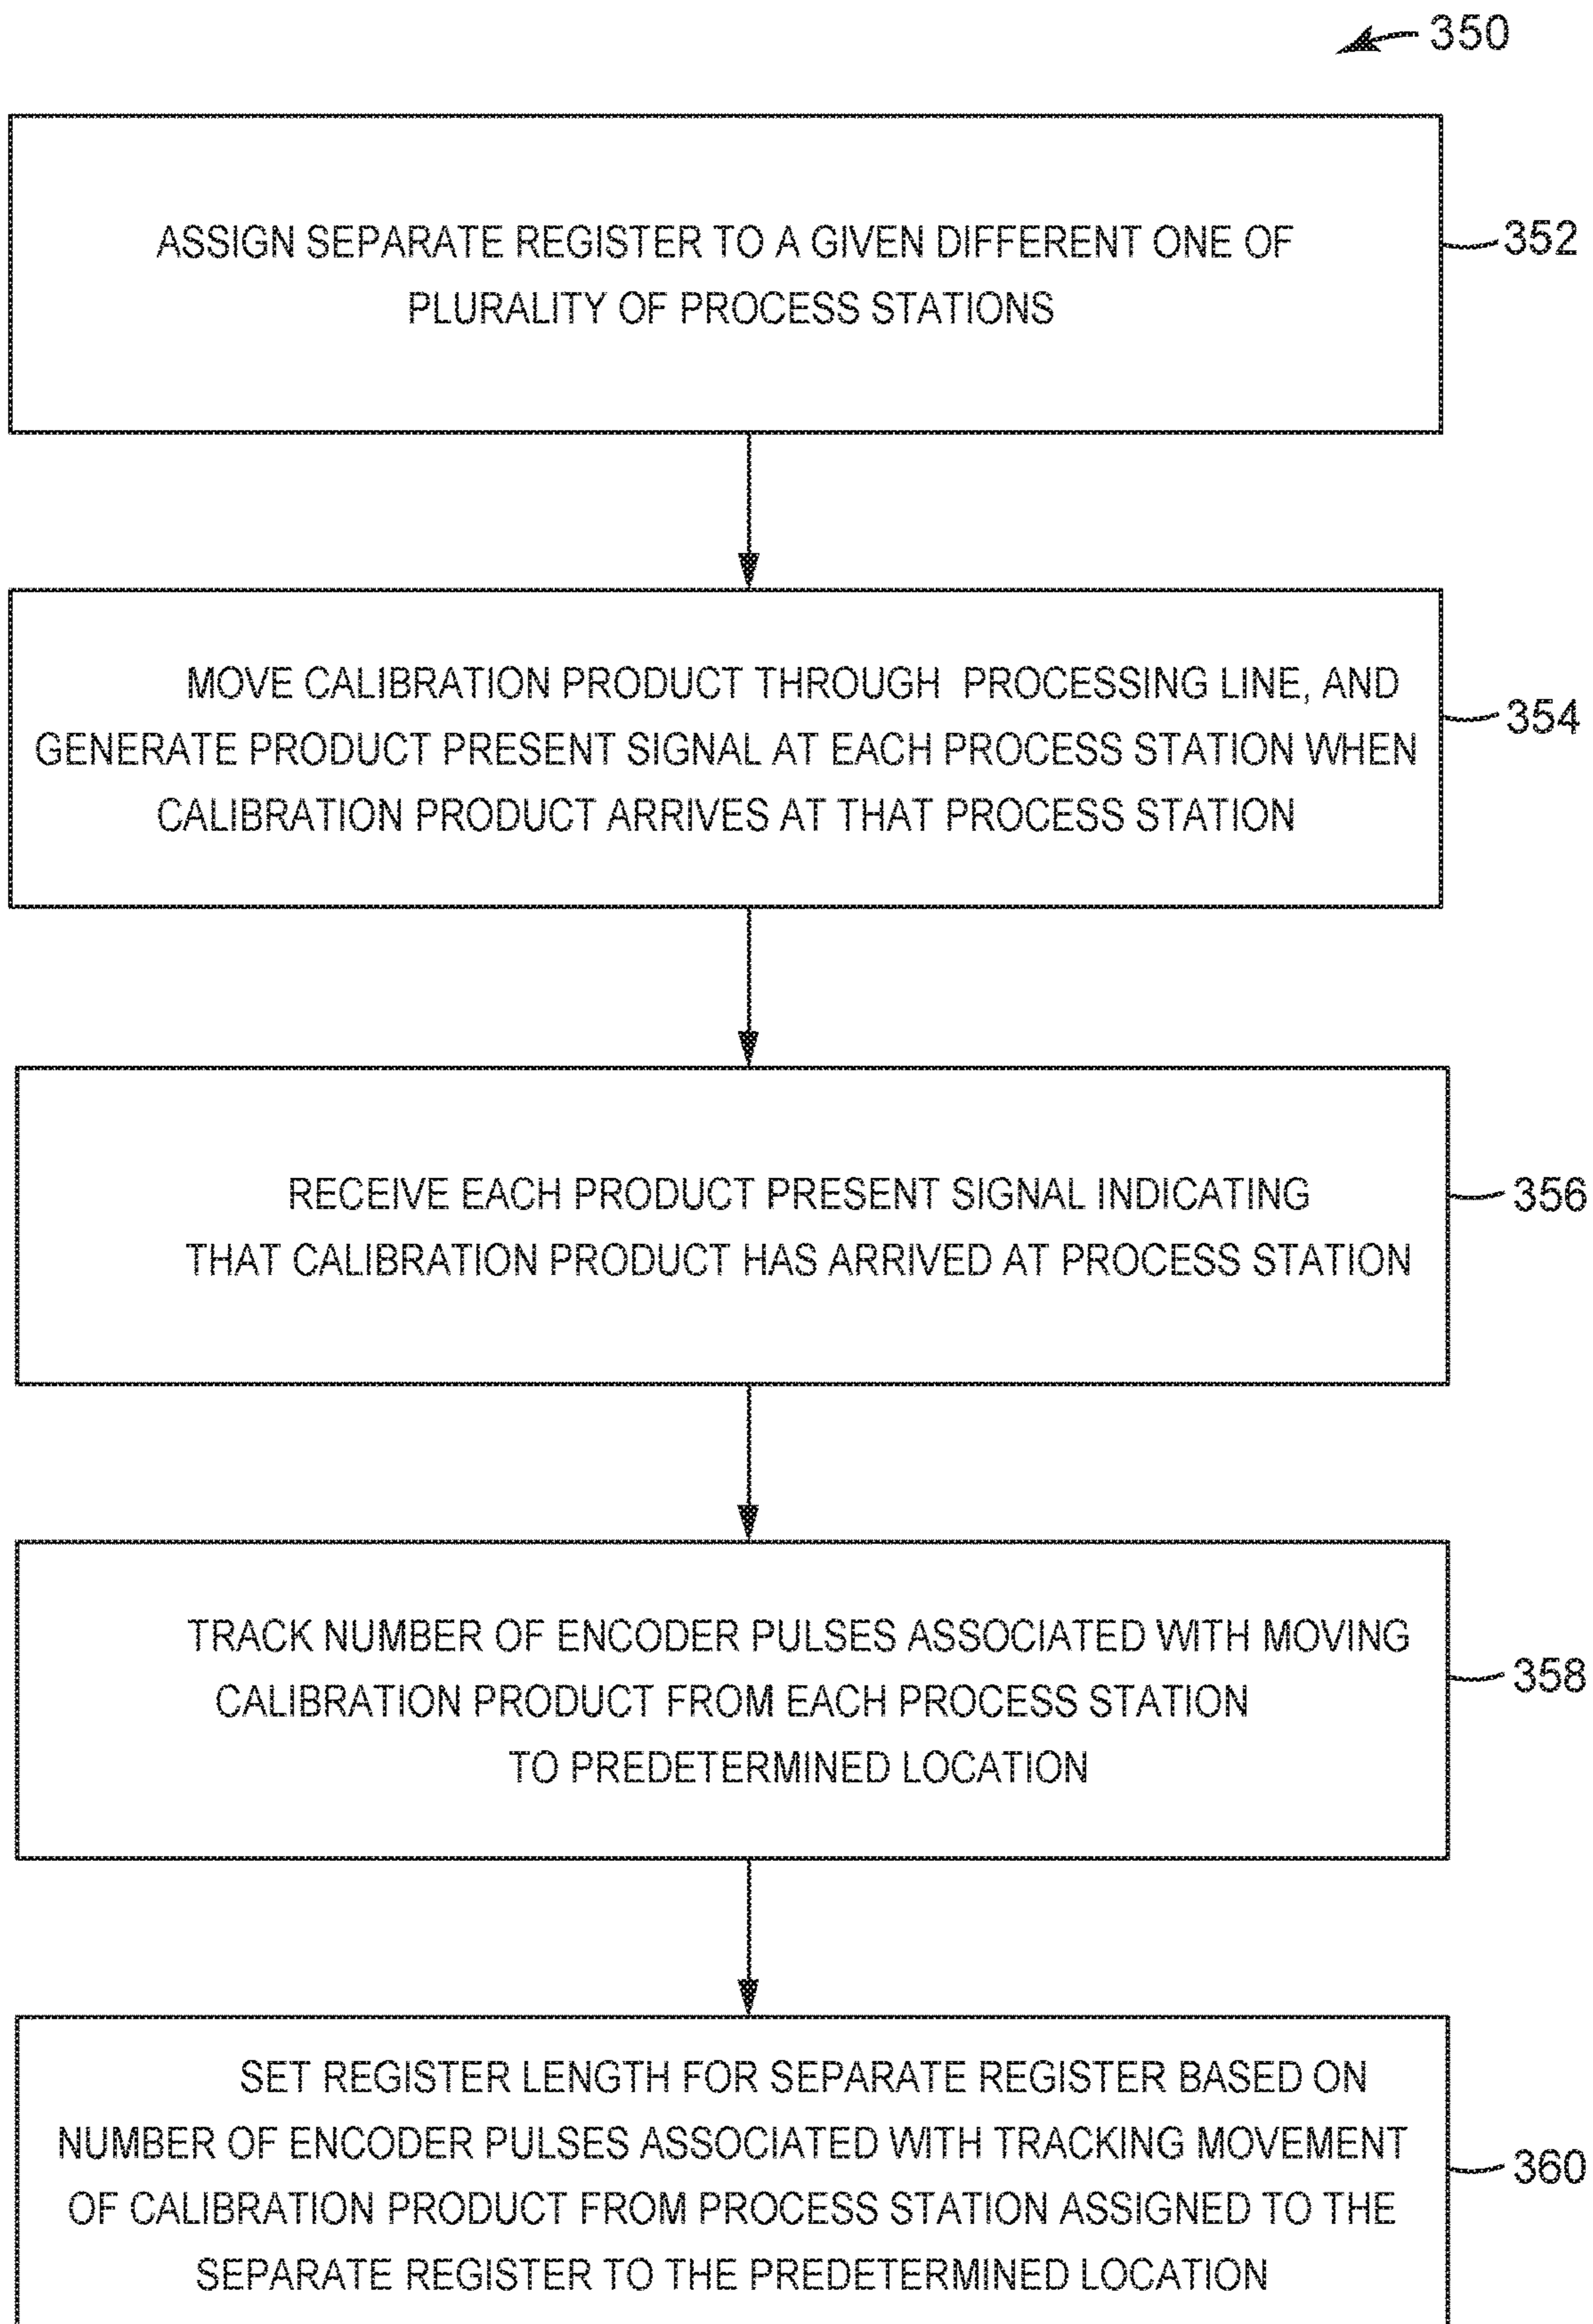 350
ASSIGN SEPARATE REGISTER TO A GIVEN DIFFERENT ONE OF
PLURALITY OF PROCESS STATIONS
352
MOVE CALIBRATION PRODUCT THROUGH PROCESSING LINE, AND
GENERATE PRODUCT PRESENT SIGNAL AT EACH PROCESS STATION WHEN
CALIBRATION PRODUCT ARRIVES AT THAT PROCESS STATION
354
RECEIVE EACH PRODUCT PRESENT SIGNAL INDICATING
THAT CALIBRATION PRODUCT HAS ARRIVED AT PROCESS STATION
356
TRACK NUMBER OF ENCODER PULSES ASSOCIATED WITH MOVING
CALIBRATION PRODUCT FROM EACH PROCESS STATION
TO PREDETERMINED LOCATION
358
SET REGISTER LENGTH FOR SEPARATE REGISTER BASED ON
NUMBER OF ENCODER PULSES ASSOCIATED WITH TRACKING MOVEMENT
OF CALIBRATION PRODUCT FROM PROCESS STATION ASSIGNED TO THE
SEPARATE REGISTER TO THE PREDETERMINED LOCATION
360